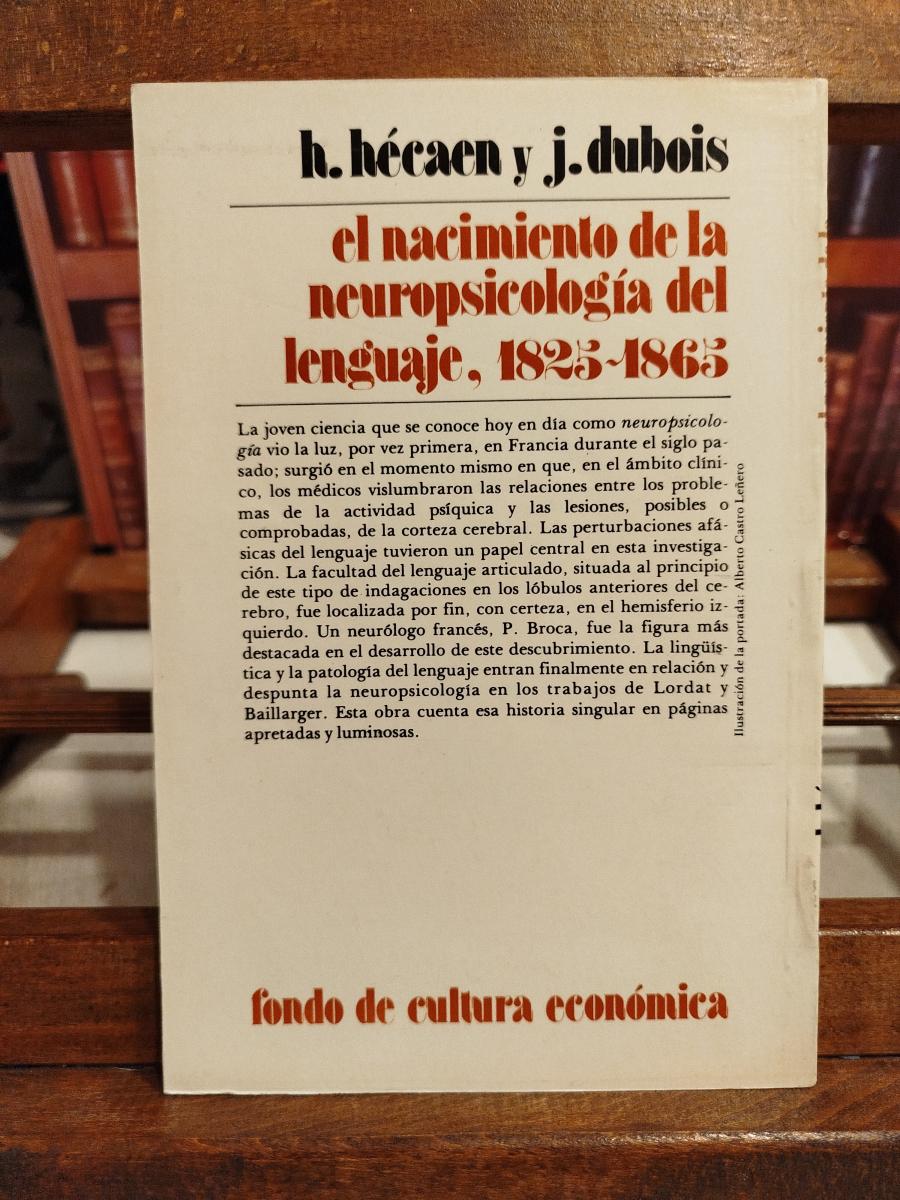 h. hécaen y j. dubois
el nacimiento de la
neuropsicología del
lenguaje, 1825-1865
La joven ciencia que se conoce hoy en día como neuropsicolo-
gía vio la luz, por vez primera, en Francia durante el siglo pa-
sado; surgió en el momento mismo en que, en el ámbito clíni-
co, los médicos vislumbraron las relaciones entre los proble-
mas de la actividad psíquica y las lesiones, posibles o
comprobadas, de la corteza cerebral. Las perturbaciones afá-
sicas del lenguaje tuvieron un papel central en esta investiga-
ción. La facultad del lenguaje articulado, situada al principio
de este tipo de indagaciones en los lóbulos anteriores del ce-
rebro, fue localizada por fin, con certeza, en el hemisferio iz-
quierdo. Un neurólogo francés, P. Broca, fue la figura más
destacada en el desarrollo de este descubrimiento. La lingüís-
tica y la patología del lenguaje entran finalmente en relación y
despunta la neuropsicología en los trabajos de Lordat y
Baillarger. Esta obra cuenta esa historia singular en páginas
apretadas y luminosas.
Ilustración de la portada: Alberto Castro Leñero
fondo de cultura económica